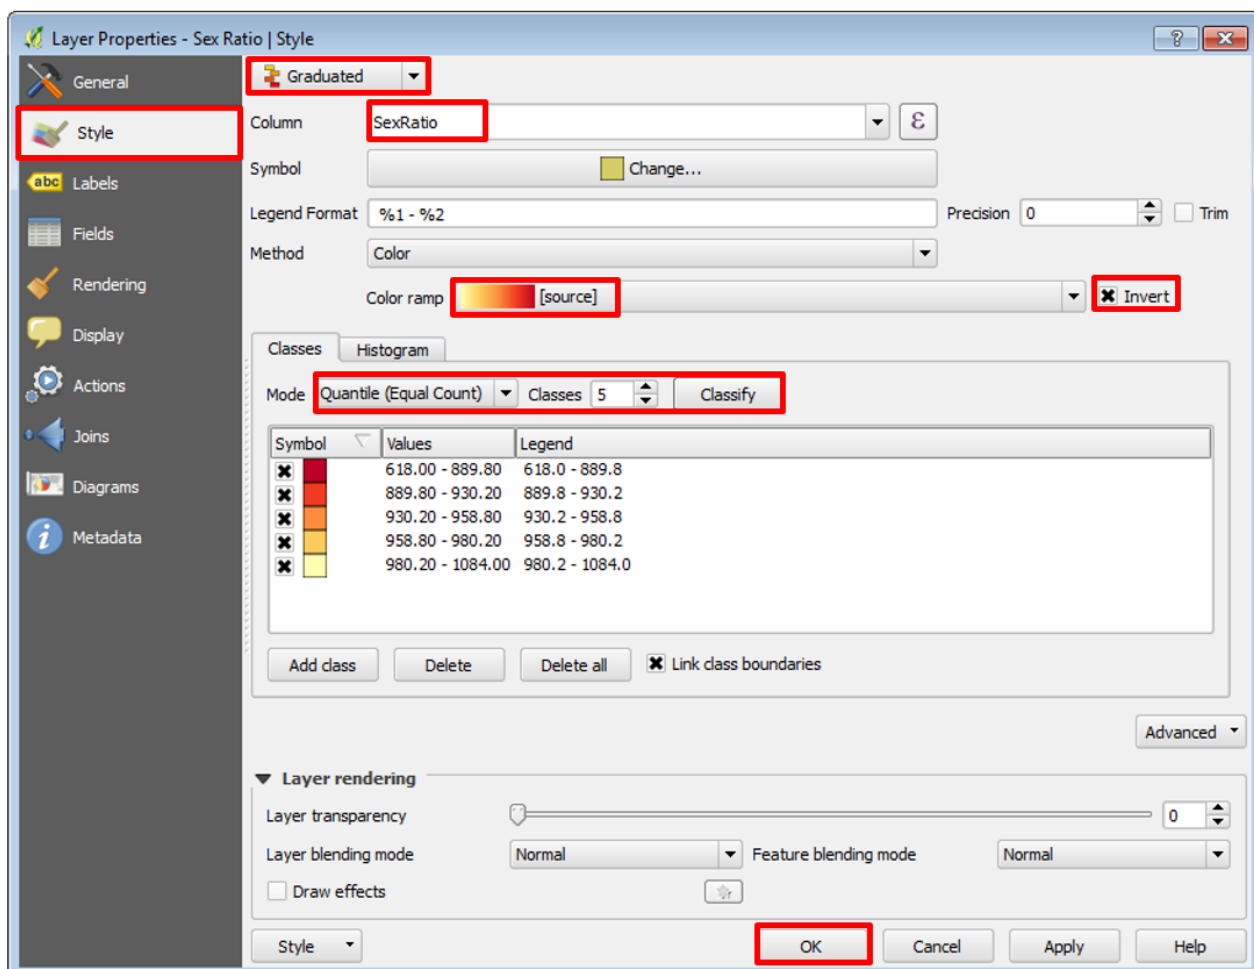 Layer Properties - Sex Ratio | Style
?
General
Style
abc Labels
Fields
Rendering
Display
Actions
Joins
Diagrams
i Metadata
Graduated
Column SexRatio ε
Symbol Change...
Legend Format %1 - %2 Precision 0 Trim
Method Color
Color ramp [source] Invert
Classes Histogram
Mode Quantile (Equal Count) Classes 5 Classify
Symbol Values Legend
618.00 - 889.80 618.0 - 889.8
889.80 - 930.20 889.8 - 930.2
930.20 - 958.80 930.2 - 958.8
958.80 - 980.20 958.8 - 980.2
980.20 - 1084.00 980.2 - 1084.0
Add class Delete Delete all Link class boundaries
Advanced
Layer rendering
Layer transparency 0
Layer blending mode Normal Feature blending mode Normal
Draw effects
Style OK Cancel Apply Help